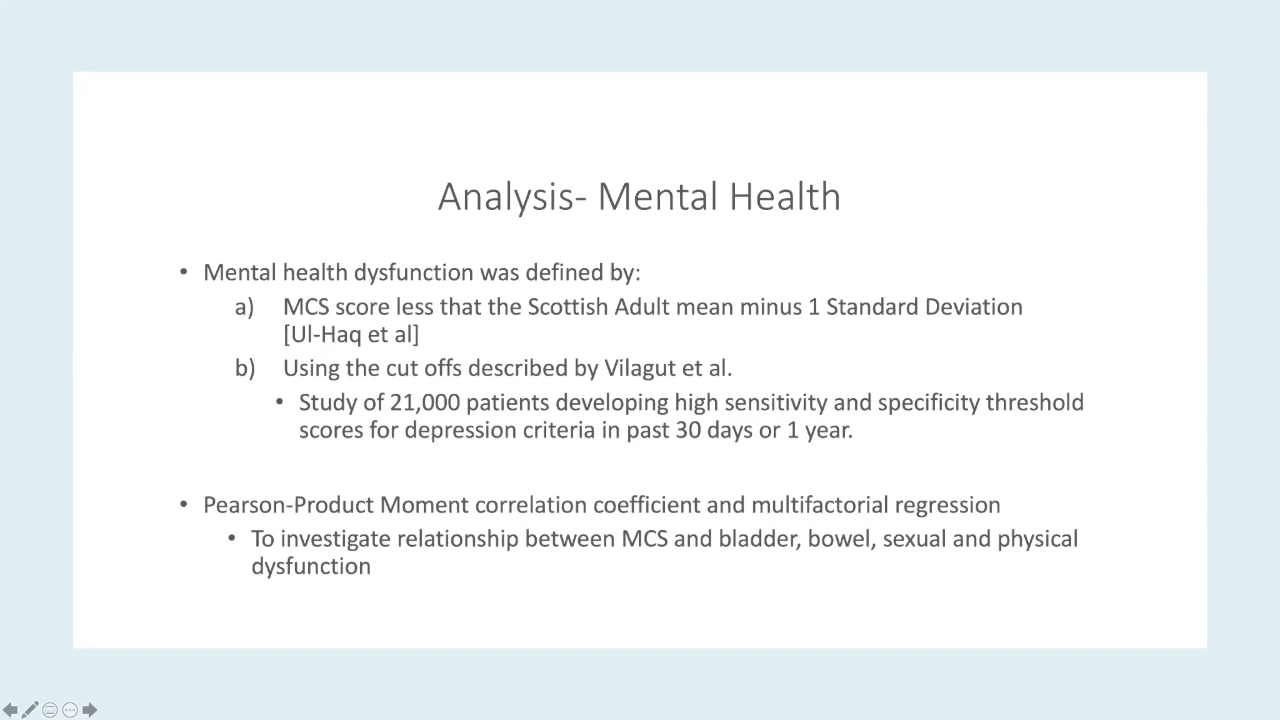 Analysis- Mental Health
• Mental health dysfunction was defined by:
a) MCS score less that the Scottish Adult mean minus 1 Standard Deviation
[Ul-Haq et al]
b) Using the cut offs described by Vilagut et al.
• Study of 21,000 patients developing high sensitivity and specificity threshold
scores for depression criteria in past 30 days or 1 year.
• Pearson-Product Moment correlation coefficient and multifactorial regression
• To investigate relationship between MCS and bladder, bowel, sexual and physical
dysfunction